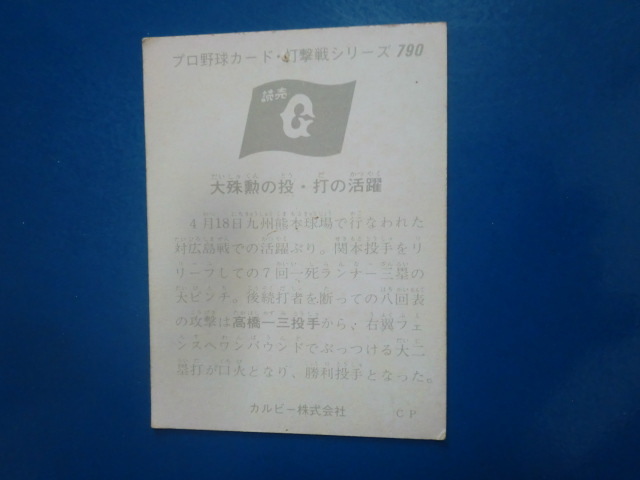 プロ野球カード・打撃戦シリーズ 790
読売
G
大殊勲の投・打の活躍
4月18日九州熊本球場で行なわれた
対広島戦での活躍ぶり。関本投手をリ
リーフしての7回一死ランナー三塁の
大ピンチ。後続打者を断っての八回表
の攻撃は高橋一三投手から、右翼フェ
ンスへワンバウンドでぶっつける大二
塁打が口火となり、勝利投手となった。
カルビー株式会社 CP